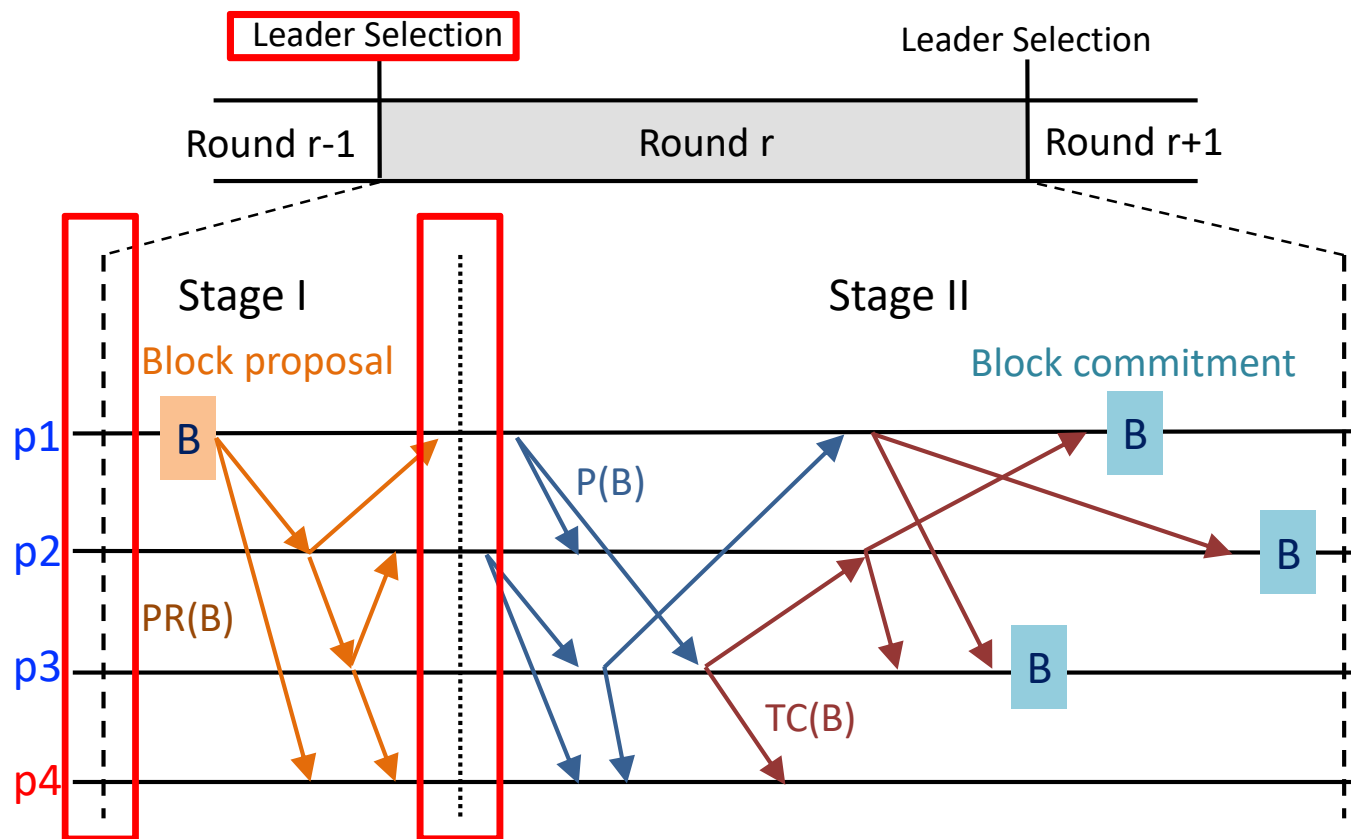 Leader Selection
Leader Selection
Round r-1
Round r
Round r+1
Stage I
Stage II
Block proposal
Block commitment
p1
B
P(B)
B
p2
B
PR(B)
p3
B
TC(B)
p4